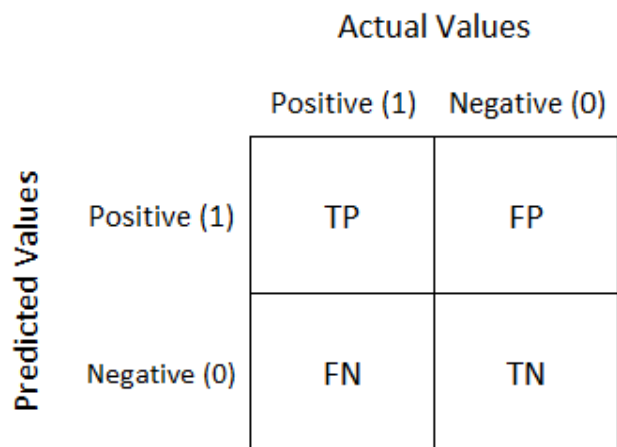 Actual Values
Positive (1) Negative (0)
Predicted Values
Positive (1) TP FP
Negative (0) FN TN